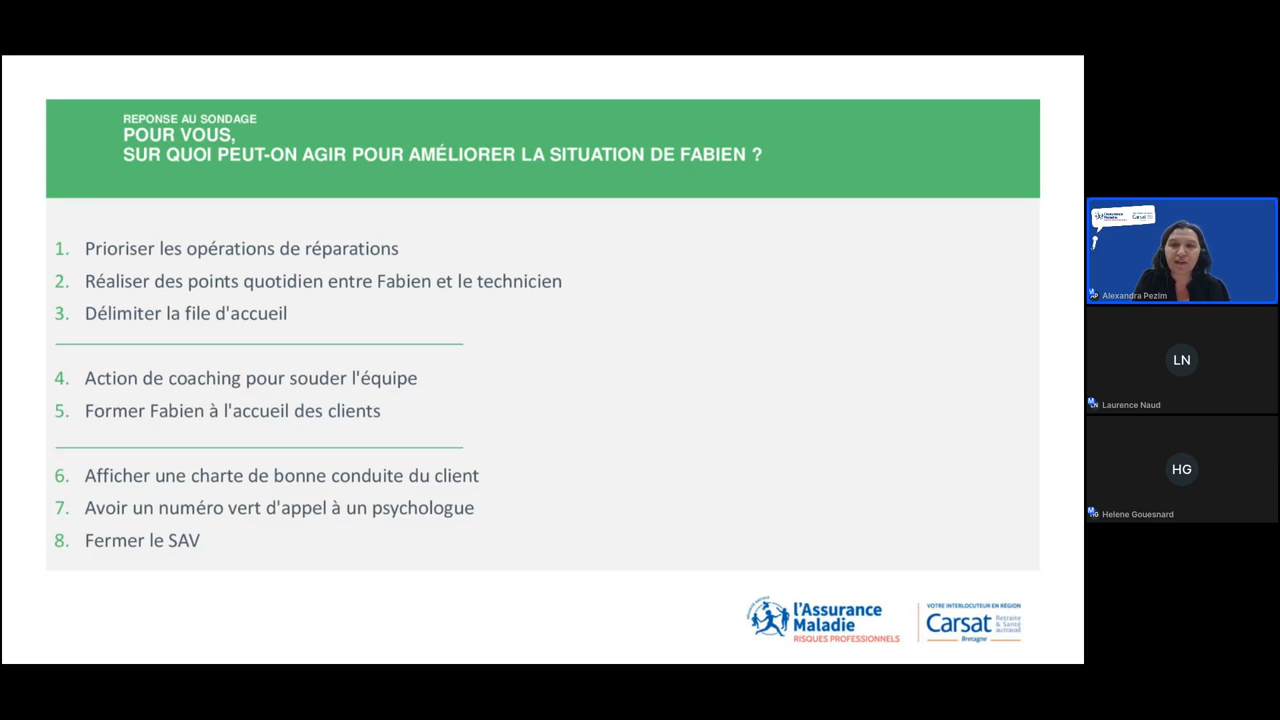 REPONSE AU SONDAGE
POUR VOUS,
SUR QUOI PEUT-ON AGIR POUR AMÉLIORER LA SITUATION DE FABIEN ?
1. Prioriser les opérations de réparations
2. Réaliser des points quotidien entre Fabien et le technicien
3. Délimiter la file d'accueil
4. Action de coaching pour souder l'équipe
5. Former Fabien à l'accueil des clients
6. Afficher une charte de bonne conduite du client
7. Avoir un numéro vert d'appel à un psychologue
8. Fermer le SAV
l'Assurance
Maladie
RISQUES PROFESSIONNELS
VOTRE INTERLOCUTEUR EN RÉGION
Carsat
Retraite
& Santé
au travail
Bretagne
Alexandra Pezim
LN
Laurence Naud
HG
Helene Gouesnard